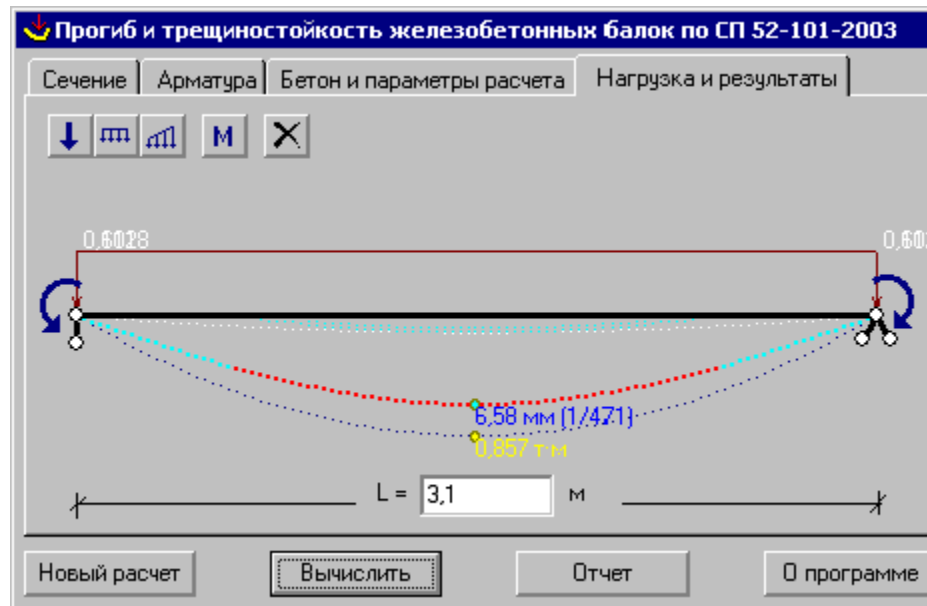 Прогиб и трещиностойкость железобетонных балок по СП 52-101-2003
Сечение Арматура Бетон и параметры расчета Нагрузка и результаты
М
6,58 мм (1/471)
0,857 т·м
L = 3,1 м
Новый расчет Вычислить Отчет О программе